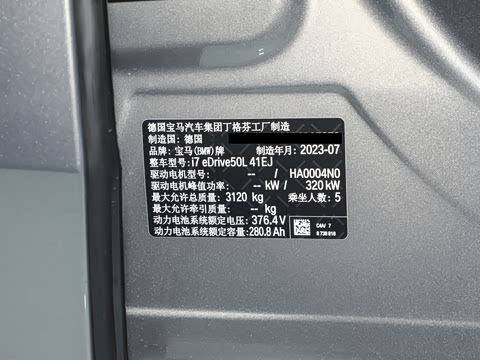 德国宝马汽车集团丁格芬工厂制造
制造国: 德国
品牌: 宝马(BMW)牌 制造年月: 2023-07
整车型号: i7 eDrive50L 41EJ
驱动电机型号: -- / HA0004N0
驱动电机峰值功率: -- kW / 320 kW
最大允许总质量: 3120 kg 乘坐人数: 5
最大允许牵引质量: -- kg
动力电池系统额定电压: 376.4V
动力电池系统额定容量: 280.8 Ah